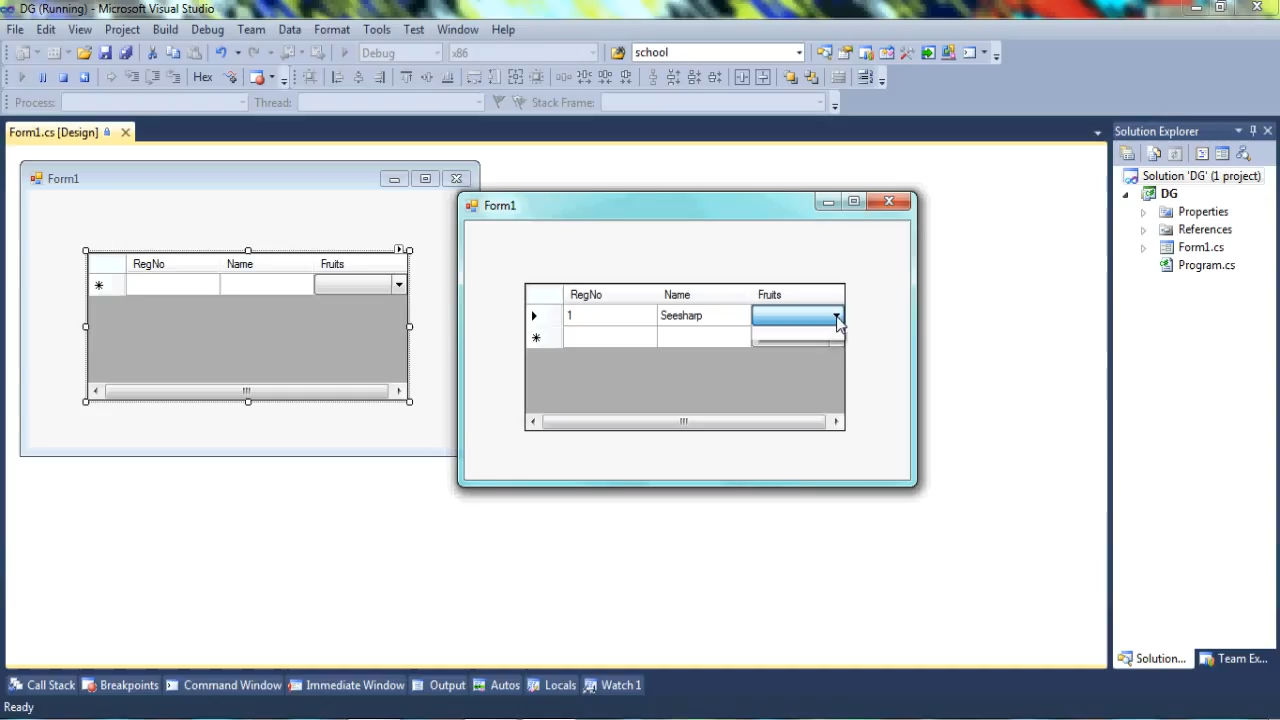 DG (Running) - Microsoft Visual Studio
File Edit View Project Build Debug Team Data Format Tools Test Window Help
Debug x86 school
Hex
Process: Thread: Stack Frame:
Form1.cs [Design]
Solution Explorer
Solution 'DG' (1 project)
DG
Properties
References
Form1.cs
Program.cs
Form1
RegNo Name Fruits
Form1
RegNo Name Fruits
1 Seesharp
Solution... Team Ex...
Call Stack Breakpoints Command Window Immediate Window Output Autos Locals Watch 1
Ready